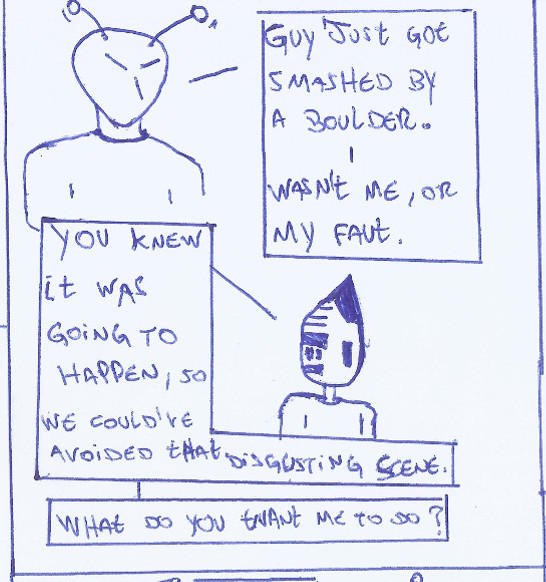 GUY JUST GOT
SMASHED BY
A BOULDER.
I
WASN'T ME, OR
MY FAUT.
YOU KNEW
IT WAS
GOING TO
HAPPEN, SO
WE COULD'VE
AVOIDED THAT DISGUSTING SCENE.
WHAT DO YOU WANT ME TO DO?